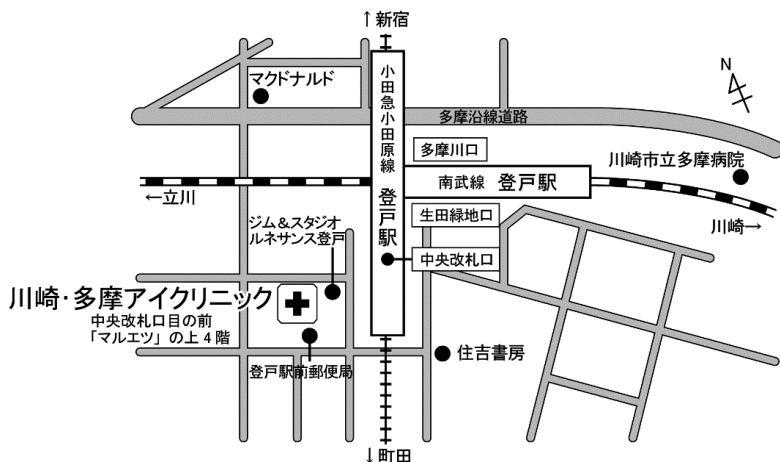 ↑新宿
小田急小田原線 登戸駅
マクドナルド
N
多摩沿線道路
多摩川口
川崎市立多摩病院
南武線 登戸駅
←立川
生田緑地口
川崎→
ジム&スタジオ
ルネサンス登戸
中央改札口
川崎・多摩アイクリニック
中央改札口目の前
「マルエツ」の上4階
住吉書房
登戸駅前郵便局
↓町田